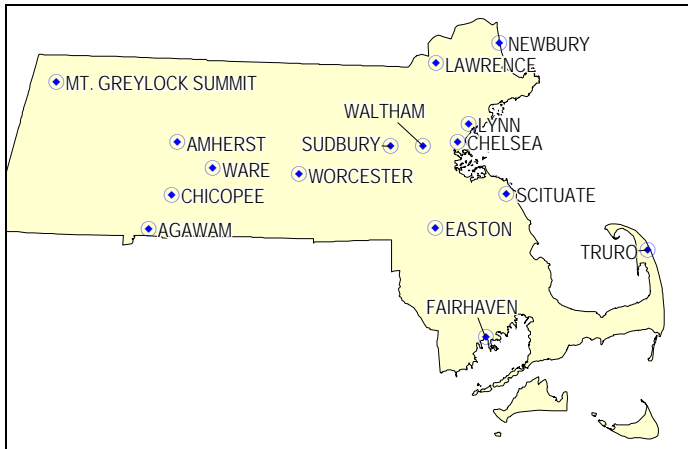 NEWBURY
LAWRENCE
MT. GREYLOCK SUMMIT
WALTHAM
LYNN
AMHERST
SUDBURY
CHELSEA
WARE
WORCESTER
CHICOPEE
SCITUATE
AGAWAM
EASTON
TRURO
FAIRHAVEN